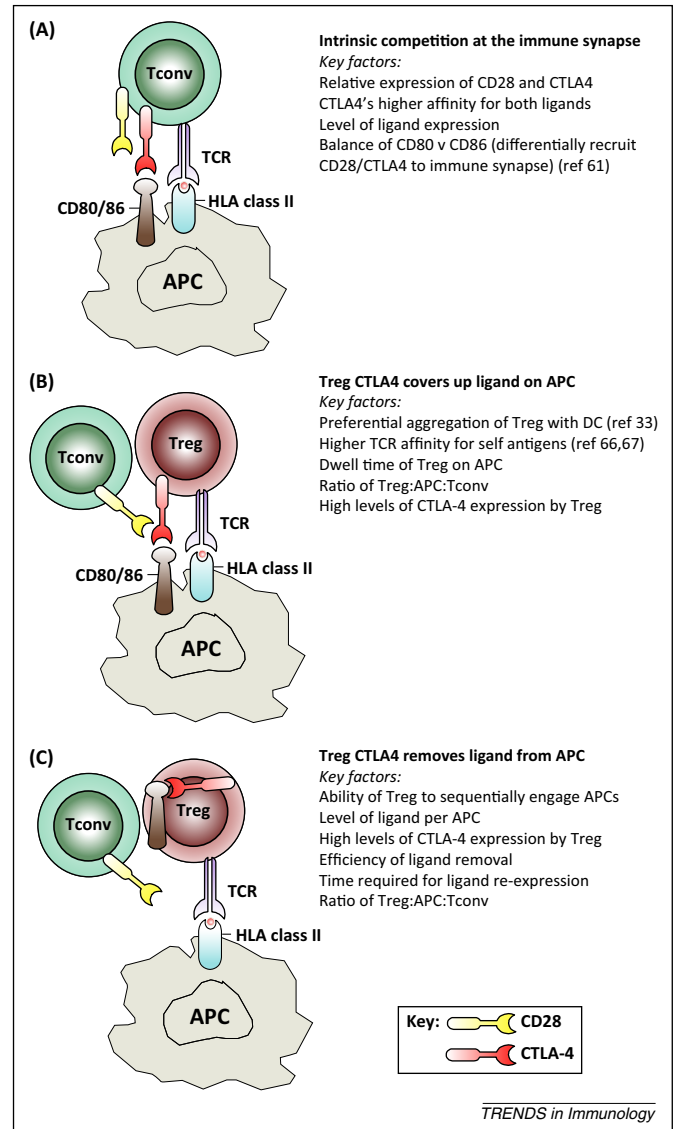 (A)
Tconv
TCR
CD80/86
HLA class II
APC
Intrinsic competition at the immune synapse
Key factors:
Relative expression of CD28 and CTLA4
CTLA4’s higher affinity for both ligands
Level of ligand expression
Balance of CD80 v CD86 (differentially recruit
CD28/CTLA4 to immune synapse) (ref 61)
(B)
Tconv
Treg
TCR
CD80/86
HLA class II
APC
Treg CTLA4 covers up ligand on APC
Key factors:
Preferential aggregation of Treg with DC (ref 33)
Higher TCR affinity for self antigens (ref 66,67)
Dwell time of Treg on APC
Ratio of Treg:APC:Tconv
High levels of CTLA-4 expression by Treg
(C)
Tconv
Treg
TCR
HLA class II
APC
Treg CTLA4 removes ligand from APC
Key factors:
Ability of Treg to sequentially engage APCs
Level of ligand per APC
High levels of CTLA-4 expression by Treg
Efficiency of ligand removal
Time required for ligand re-expression
Ratio of Treg:APC:Tconv
Key: CD28
CTLA-4
TRENDS in Immunology